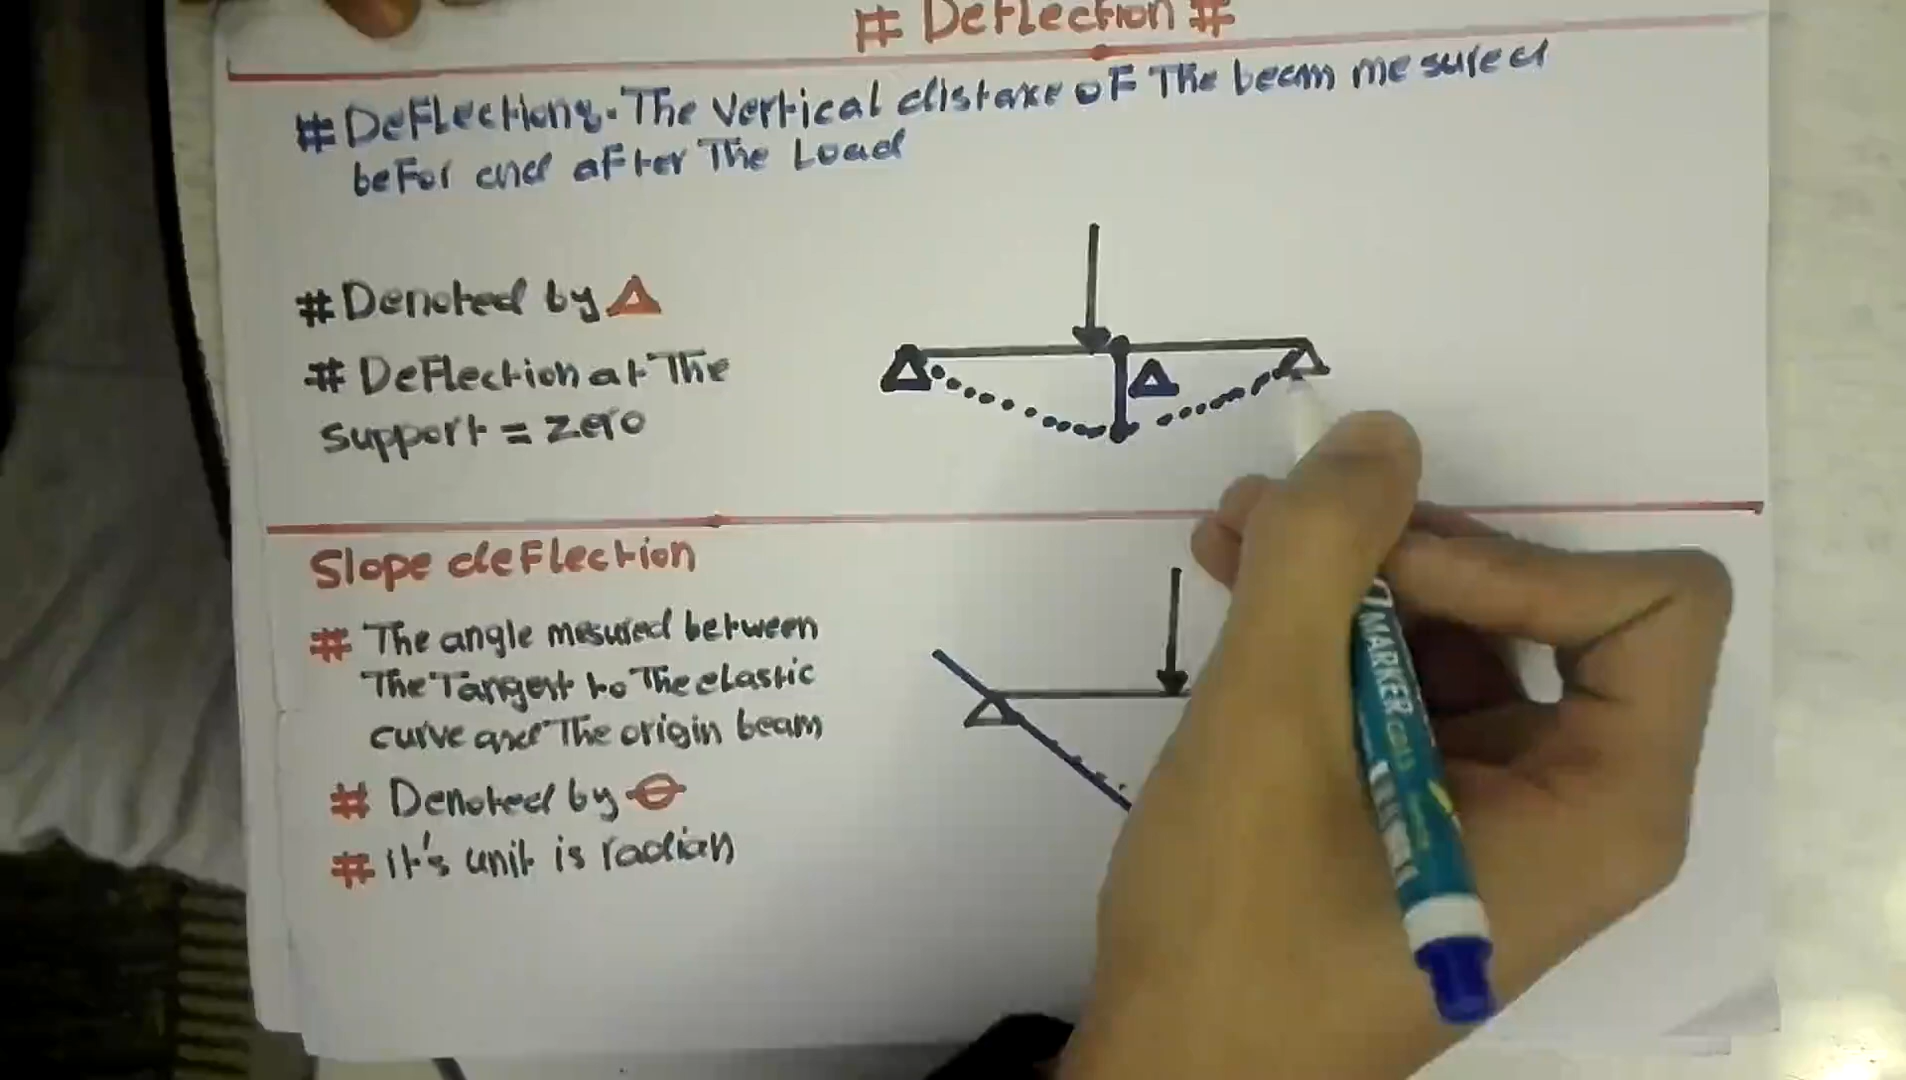 # Deflection #
# Deflection:- The vertical distance of The beam mesured
befor and after The Load
# Denoted by Δ
# Deflection at The
support = zero
Δ
Slope deflection
# The angle mesured between
The Tangent to The elastic
curve and The origin beam
# Denoted by θ
# it's unit is radian
MARKER